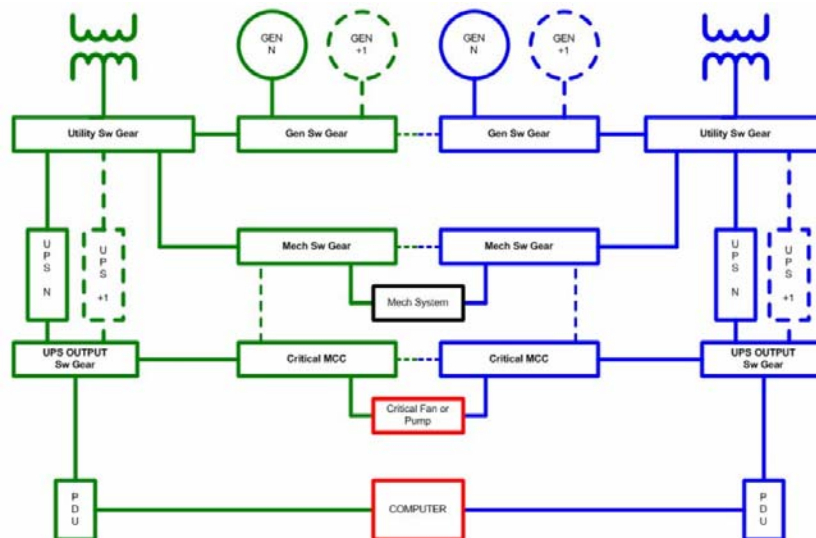 GEN
N
GEN
+1
GEN
N
GEN
+1
Utility Sw Gear
Gen Sw Gear
Gen Sw Gear
Utility Sw Gear
U
P
S
N
U
P
S
+1
Mech Sw Gear
Mech Sw Gear
U
P
S
N
U
P
S
+1
Mech System
UPS OUTPUT
Sw Gear
Critical MCC
Critical MCC
UPS OUTPUT
Sw Gear
Critical Fan or
Pump
P
D
U
COMPUTER
P
D
U